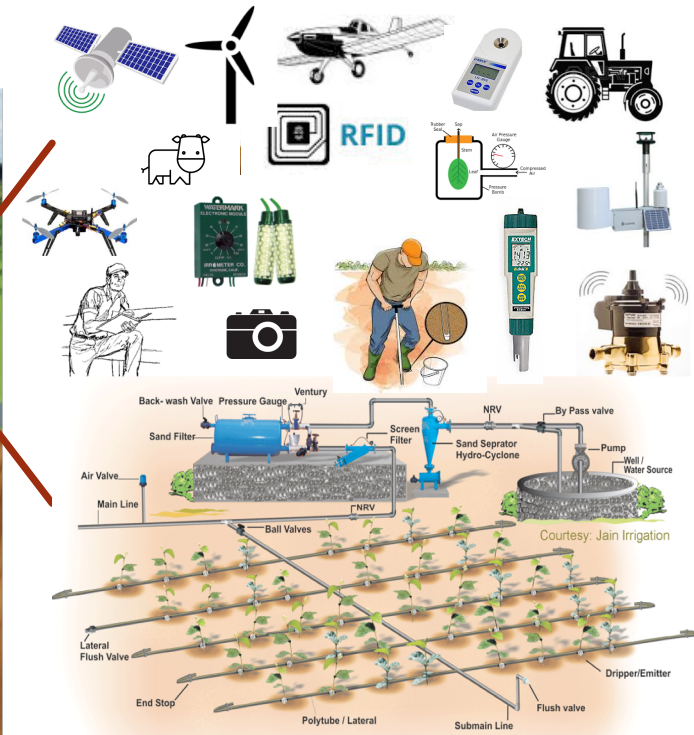 RFID
Rubber
Seal
Sap
Air Pressure
Gauge
Stem
Leaf
Compressed
Air
Pressure
Bomb
WATERMARK
ELECTRONIC MODULE
IRROMETER CO.
EXTECH
Back- wash Valve
Pressure Gauge
Ventury
Sand Filter
Screen
Filter
NRV
By Pass valve
Sand Seprator
Hydro-Cyclone
Pump
Well /
Water Source
Air Valve
Main Line
NRV
Ball Valves
Courtesy: Jain Irrigation
Lateral
Flush Valve
End Stop
Polytube / Lateral
Submain Line
Flush valve
Dripper/Emitter